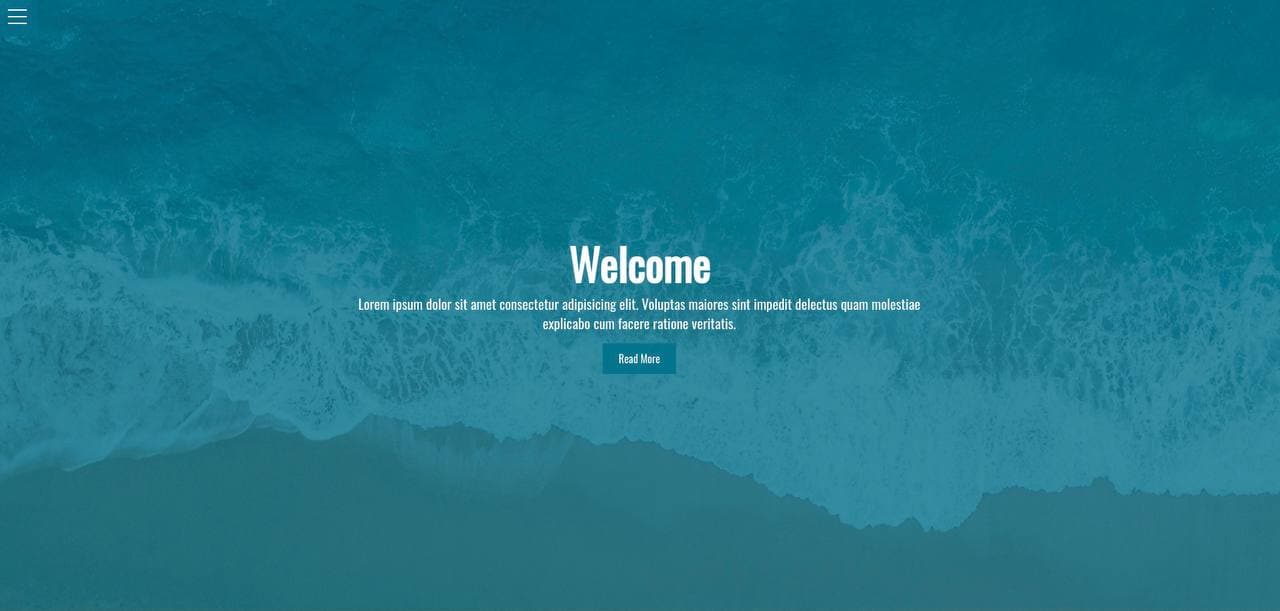 Welcome
Lorem ipsum dolor sit amet consectetur adipisicing elit. Voluptas maiores sint impedit delectus quam molestiae
explicabo cum facere ratione veritatis.
Read More